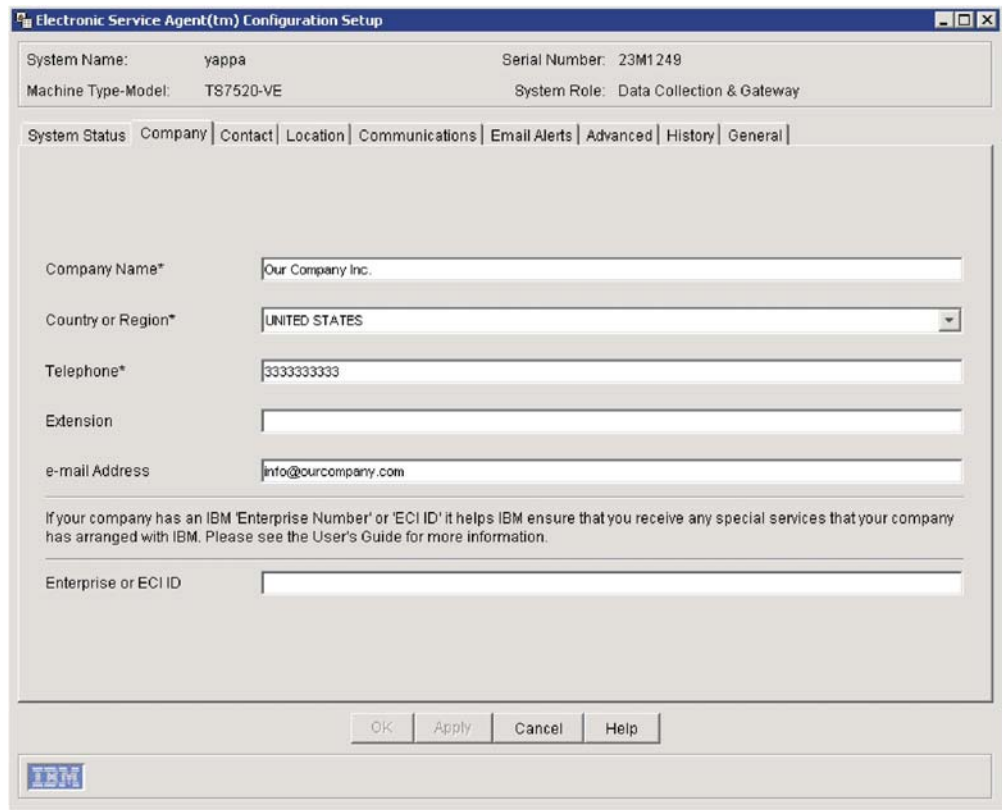 Electronic Service Agent(tm) Configuration Setup
System Name: yappa Serial Number: 23M1249
Machine Type-Model: TS7520-VE System Role: Data Collection & Gateway
System Status Company Contact Location Communications Email Alerts Advanced History General
Company Name* Our Company Inc.
Country or Region* UNITED STATES
Telephone* 3333333333
Extension
e-mail Address info@ourcompany.com
If your company has an IBM 'Enterprise Number' or 'ECI ID' it helps IBM ensure that you receive any special services that your company
has arranged with IBM. Please see the User's Guide for more information.
Enterprise or ECI ID
OK Apply Cancel Help
IBM